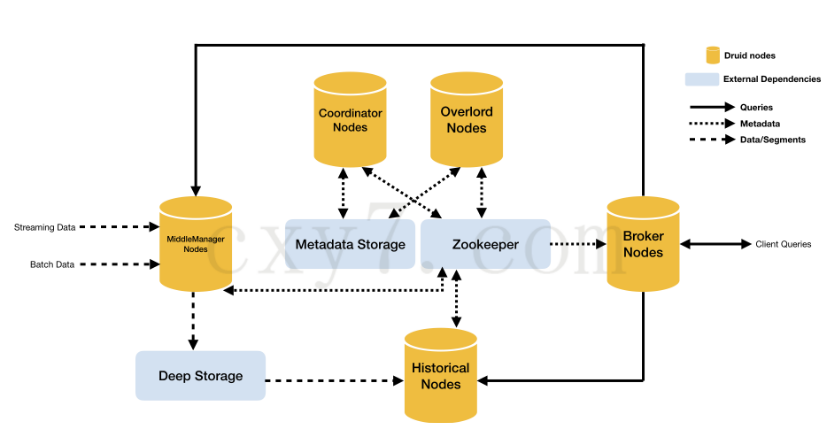 Druid nodes
External Dependencies
Queries
Metadata
Data/Segments
Coordinator
Nodes
Overlord
Nodes
MiddleManager
Nodes
Streaming Data
Batch Data
Metadata Storage
Zookeeper
Broker
Nodes
Client Queries
Deep Storage
Historical
Nodes
cxy7.com